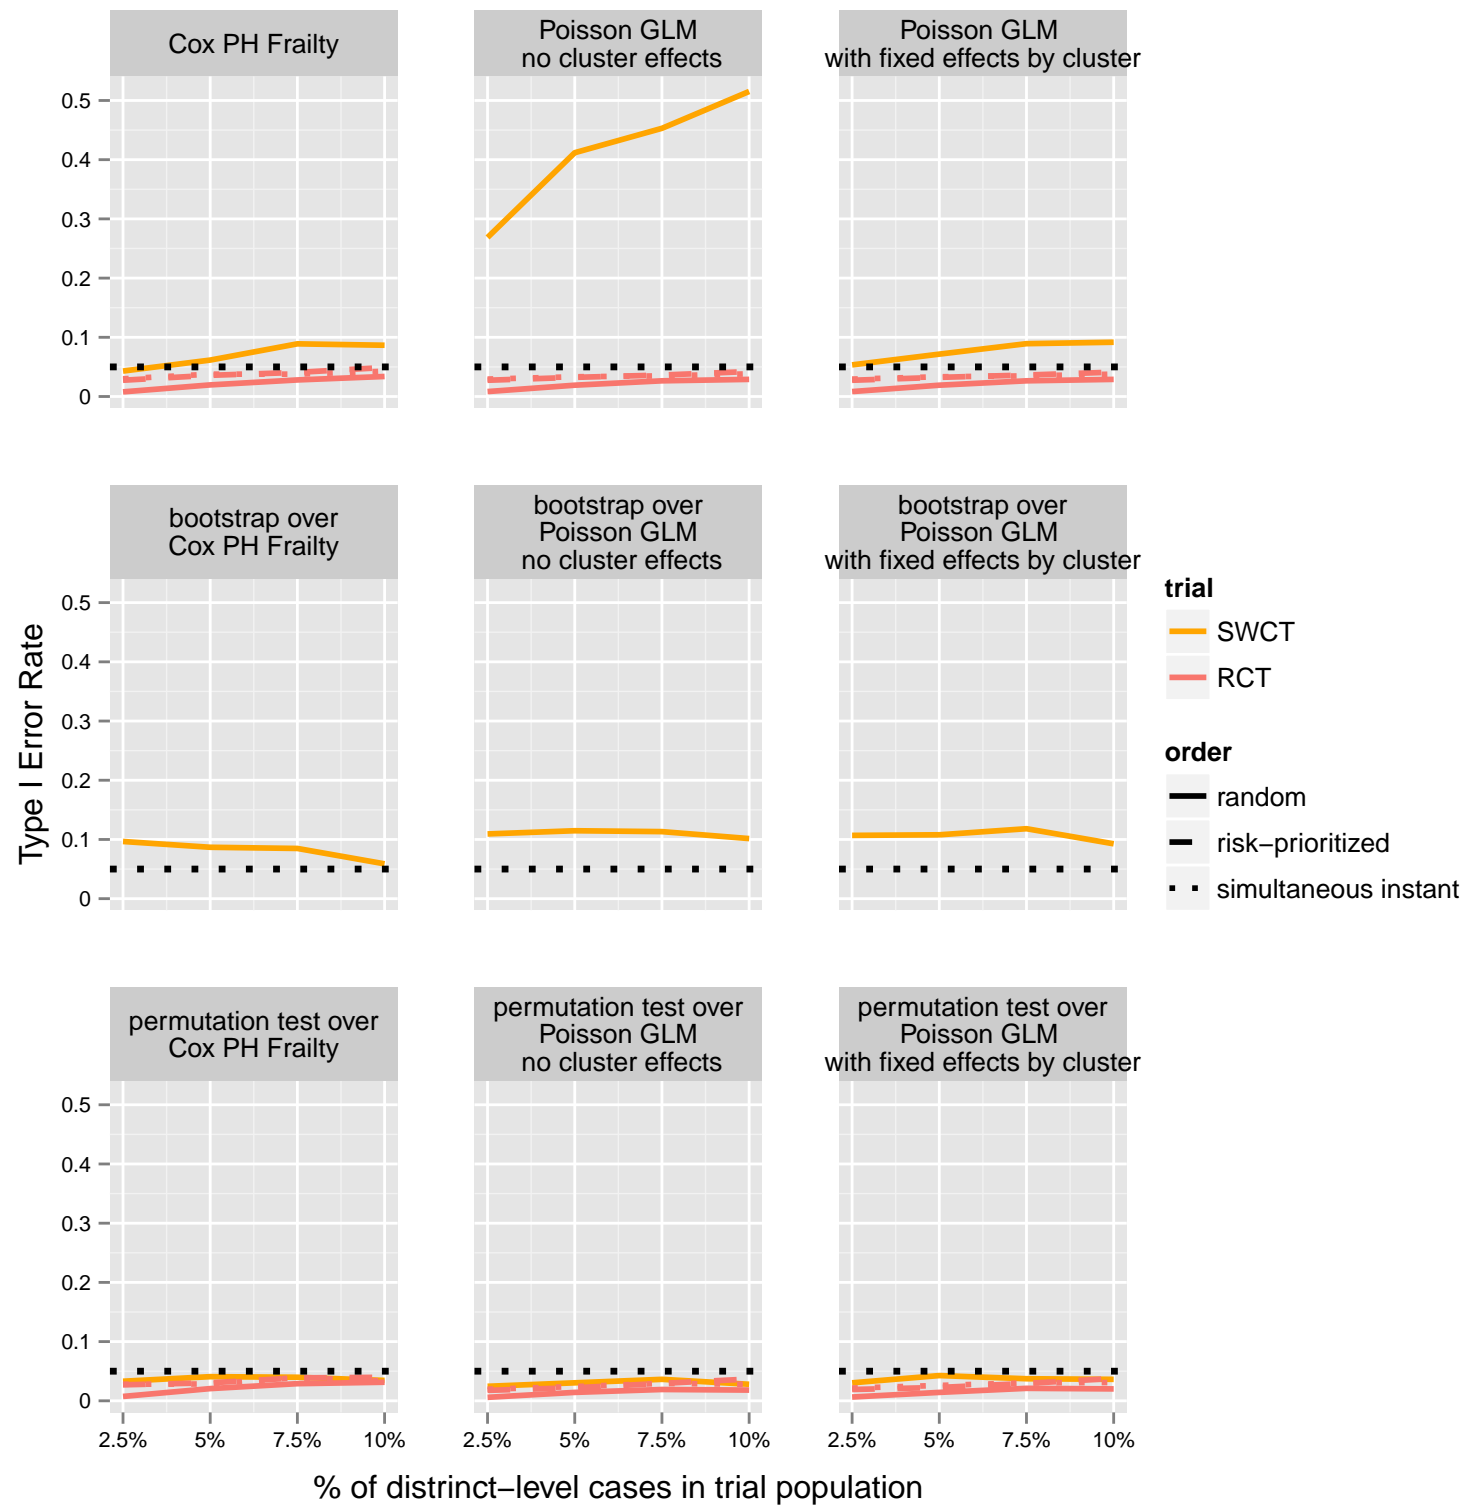 Cox PH Frailty
Poisson GLM
no cluster effects
Poisson GLM
with fixed effects by cluster
0.5
0.4
0.3
0.2
0.1
0
bootstrap over
Cox PH Frailty
bootstrap over
Poisson GLM
no cluster effects
bootstrap over
Poisson GLM
with fixed effects by cluster
0.5
0.4
0.3
0.2
0.1
0
Type I Error Rate
trial
SWCT
RCT
order
random
risk−prioritized
simultaneous instant
permutation test over
Cox PH Frailty
permutation test over
Poisson GLM
no cluster effects
permutation test over
Poisson GLM
with fixed effects by cluster
0.5
0.4
0.3
0.2
0.1
0
2.5% 5% 7.5% 10%
2.5% 5% 7.5% 10%
2.5% 5% 7.5% 10%
% of distrinct−level cases in trial population